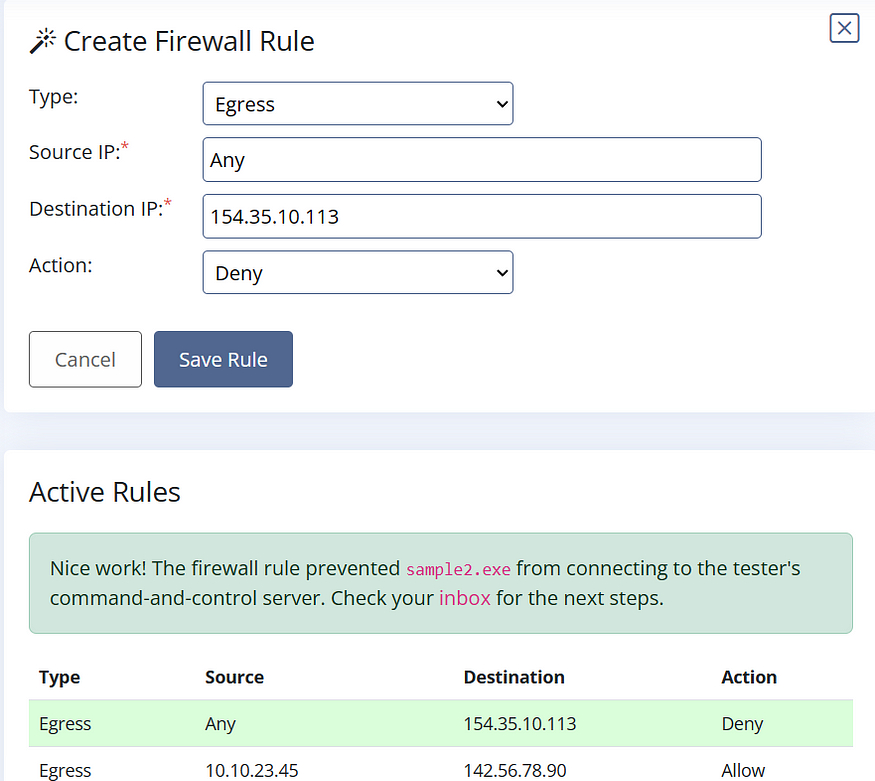 Create Firewall Rule
Type:
Egress
Source IP:*
Any
Destination IP:*
154.35.10.113
Action:
Deny
Cancel Save Rule
Active Rules
Nice work! The firewall rule prevented sample2.exe from connecting to the tester's
command-and-control server. Check your inbox for the next steps.
Type Source Destination Action
Egress Any 154.35.10.113 Deny
Egress 10.10.23.45 142.56.78.90 Allow